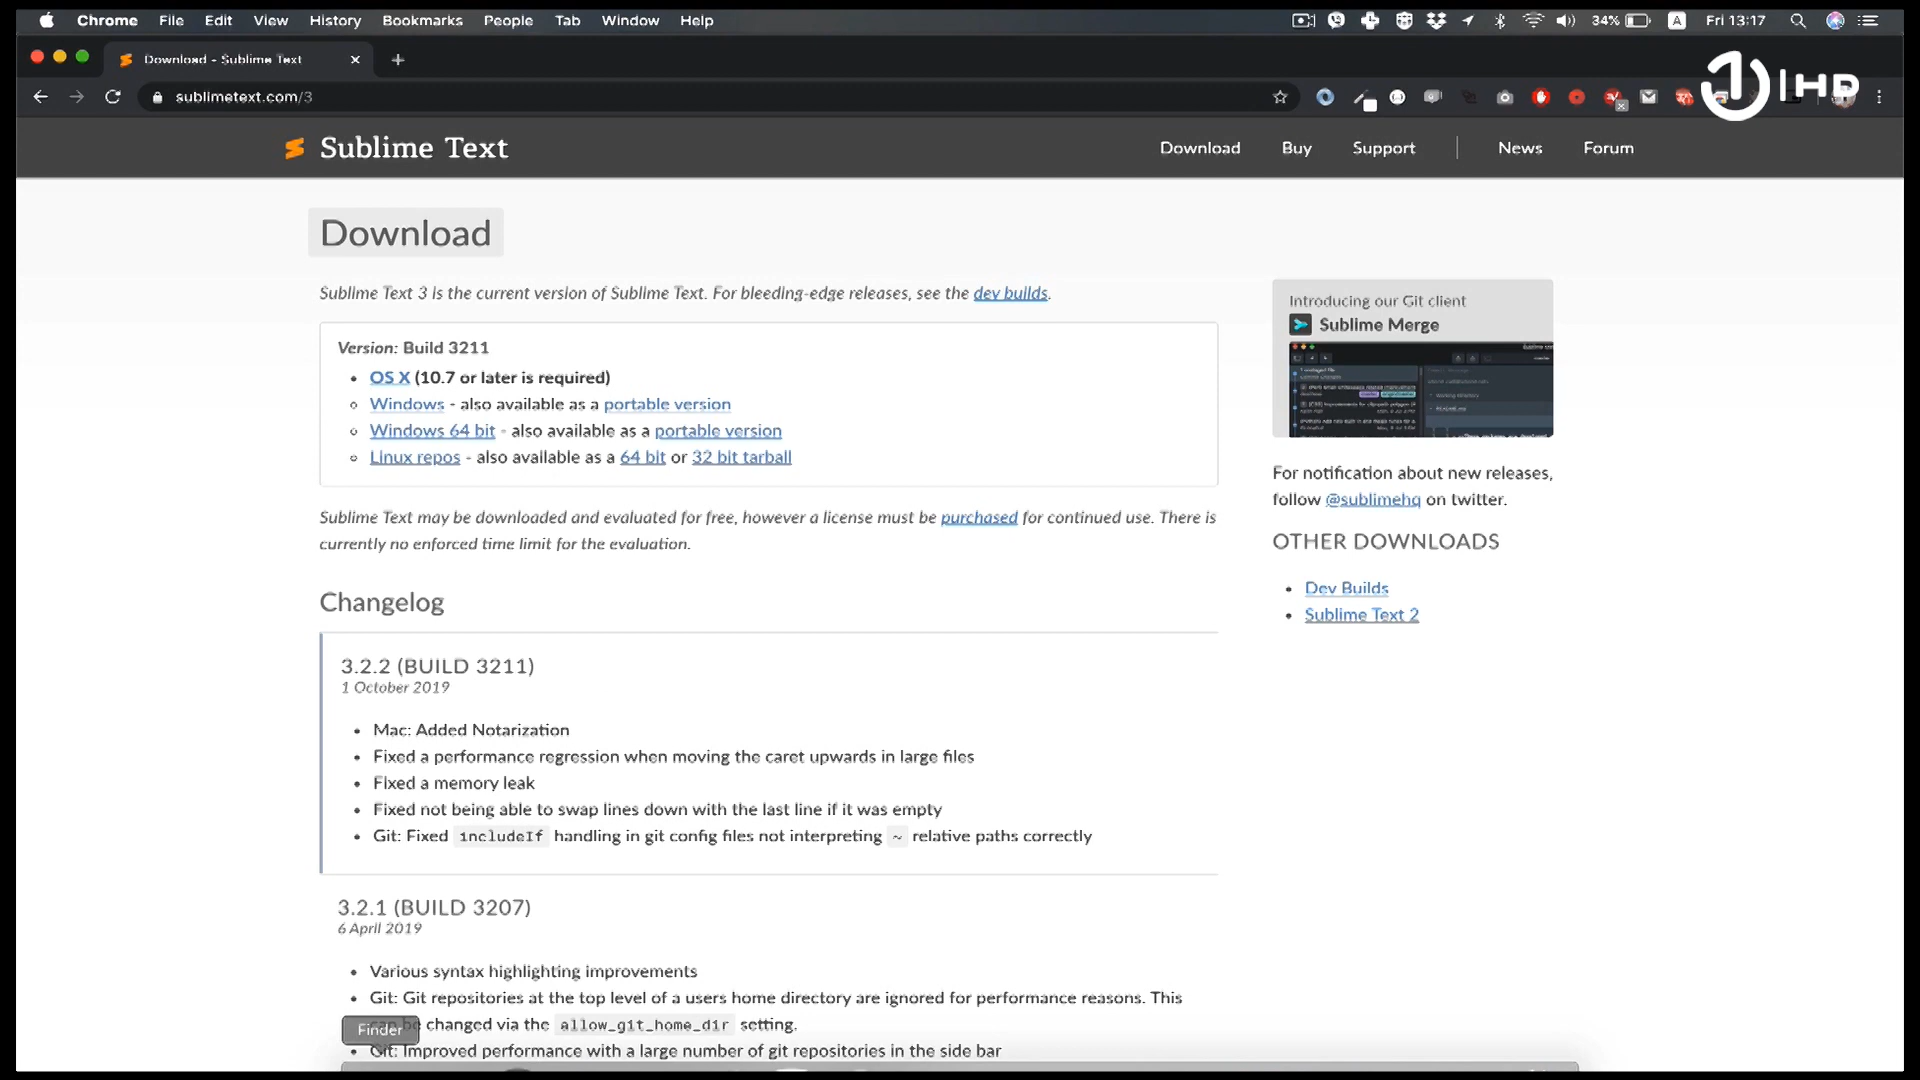 Chrome File Edit View History Bookmarks People Tab Window Help 34% A Fri 13:17
Download - Sublime Text
sublimetext.com/3
HD
Sublime Text Download Buy Support News Forum
Download
Sublime Text 3 is the current version of Sublime Text. For bleeding-edge releases, see the dev builds.
Version: Build 3211
OS X (10.7 or later is required)
Windows - also available as a portable version
Windows 64 bit - also available as a portable version
Linux repos - also available as a 64 bit or 32 bit tarball
Sublime Text may be downloaded and evaluated for free, however a license must be purchased for continued use. There is
currently no enforced time limit for the evaluation.
Changelog
3.2.2 (BUILD 3211)
1 October 2019
Mac: Added Notarization
Fixed a performance regression when moving the caret upwards in large files
Fixed a memory leak
Fixed not being able to swap lines down with the last line if it was empty
Git: Fixed includeIf handling in git config files not interpreting ~ relative paths correctly
3.2.1 (BUILD 3207)
6 April 2019
Various syntax highlighting improvements
Git: Git repositories at the top level of a users home directory are ignored for performance reasons. This
can be changed via the allow_git_home_dir setting.
Git: Improved performance with a large number of git repositories in the side bar
Finder
Introducing our Git client
Sublime Merge
For notification about new releases,
follow @sublimehq on twitter.
OTHER DOWNLOADS
Dev Builds
Sublime Text 2